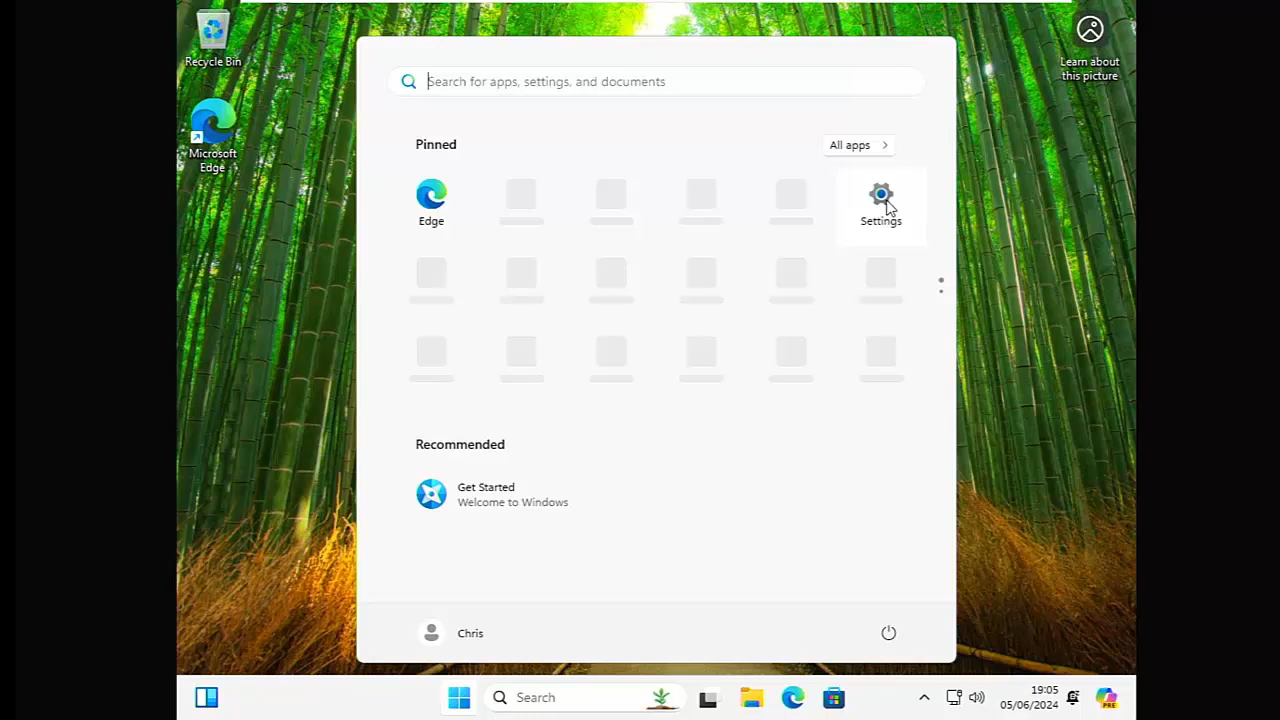 Recycle Bin
Microsoft
Edge
Learn about
this picture
Search for apps, settings, and documents
Pinned
All apps
Edge
Settings
Recommended
Get Started
Welcome to Windows
Chris
Search
19:05
05/06/2024
PRE